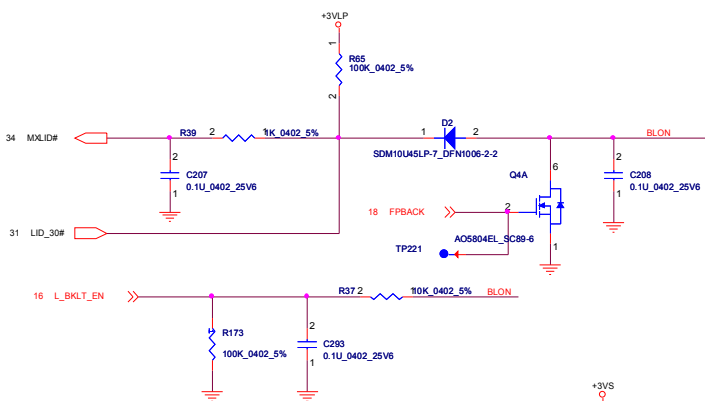 +3VLP
1
R65
100K_0402_5%
2
34 MXLID#
R39 2 1 1K_0402_5%
1 D2 2
SDM10U45LP-7_DFN1006-2-2
BLON
2
C207
0.1U_0402_25V6
1
Q4A
6
2
C208
0.1U_0402_25V6
1
18 FPBACK
2
31 LID_30#
AO5804EL_SC89-6
1
TP221
16 L_BKLT_EN
R37 2 1 10K_0402_5% BLON
R173
100K_0402_5%
2
C293
0.1U_0402_25V6
1
+3VS